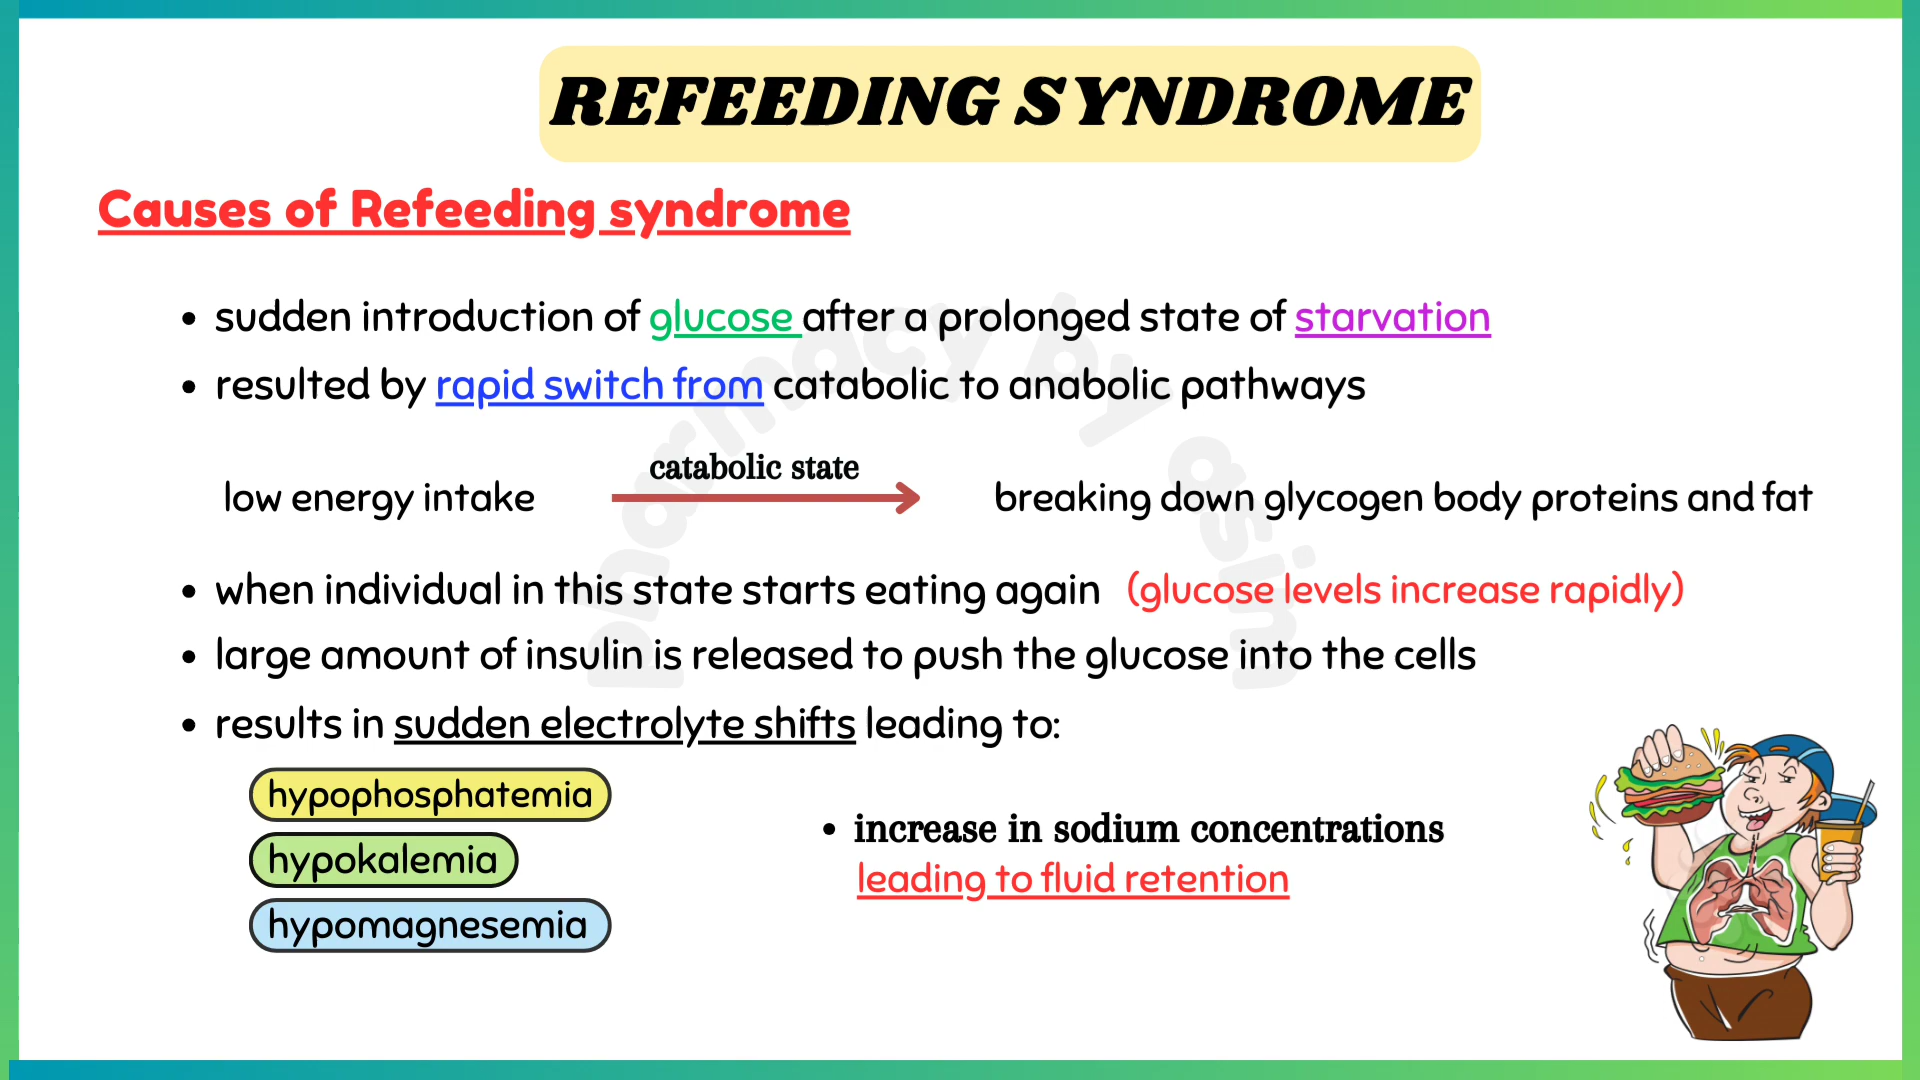 REFEEDING SYNDROME
Causes of Refeeding syndrome
• sudden introduction of glucose after a prolonged state of starvation
• resulted by rapid switch from catabolic to anabolic pathways
catabolic state
low energy intake
breaking down glycogen body proteins and fat
• when individual in this state starts eating again (glucose levels increase rapidly)
• large amount of insulin is released to push the glucose into the cells
• results in sudden electrolyte shifts leading to:
hypophosphatemia
hypokalemia
hypomagnesemia
• increase in sodium concentrations
leading to fluid retention
pharmacy by asim